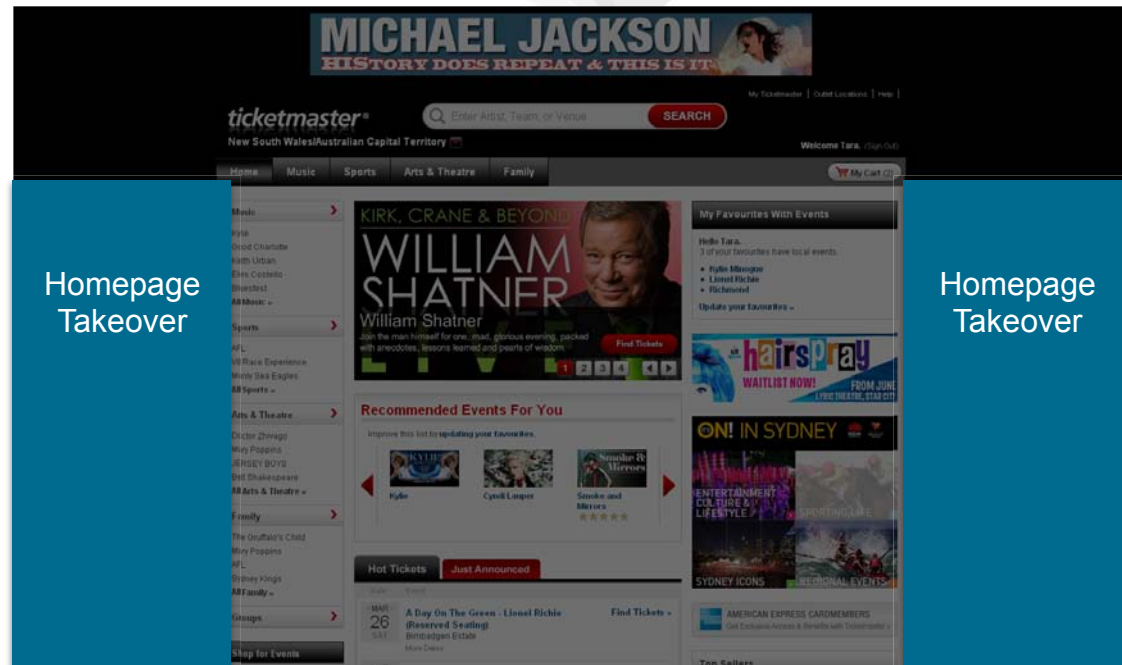 MICHAEL JACKSON
HISTORY DOES REPEAT & THIS IS IT
My Ticketmaster | Outlet Locations | Help |
ticketmaster®
Enter Artist, Team, or Venue
SEARCH
New South Wales/Australian Capital Territory
Welcome Tara. (Sign Out)
Home Music Sports Arts & Theatre Family
My Cart (2)
Homepage
Takeover
Music
Kylie
Good Charlotte
Keith Urban
Elvis Costello
Bluesfest
All Music »
Sports
AFL
V8 Race Experience
Manly Sea Eagles
All Sports »
Arts & Theatre
Doctor Zhivago
Mary Poppins
JERSEY BOYS
Bell Shakespeare
All Arts & Theatre »
Family
The Gruffalo's Child
Mary Poppins
AFL
Sydney Kings
All Family »
Groups
Shop for Events
KIRK, CRANE & BEYOND
WILLIAM
SHATNER
LIVE
William Shatner
Join the man himself for one, mad, glorious evening, packed
with anecdotes, lessons learned and pearls of wisdom.
Find Tickets
1 2 3 4
Recommended Events For You
Improve this list by updating your favourites.
KYLIE
Smoke &
Mirrors
Kylie
Cyndi Lauper
Smoke and
Mirrors
Hot Tickets
Just Announced
Date Event
MAR
26
SAT
A Day On The Green - Lionel Richie
(Reserved Seating)
Bimbadgen Estate
More Dates
Find Tickets »
My Favourites With Events
Hello Tara.
3 of your favourites have local events.
Kylie Minogue
Lionel Richie
Richmond
Update your favourites »
hairspray
WAITLIST NOW!
FROM JUNE
LYRIC THEATRE, STAR CITY
ON! IN SYDNEY
ENTERTAINMENT
CULTURE &
LIFESTYLE
SPORTING LIFE
SYDNEY ICONS
REGIONAL EVENTS
AMERICAN EXPRESS CARDMEMBERS
Get Exclusive Access & Benefits with Ticketmaster »
Top Sellers
Homepage
Takeover